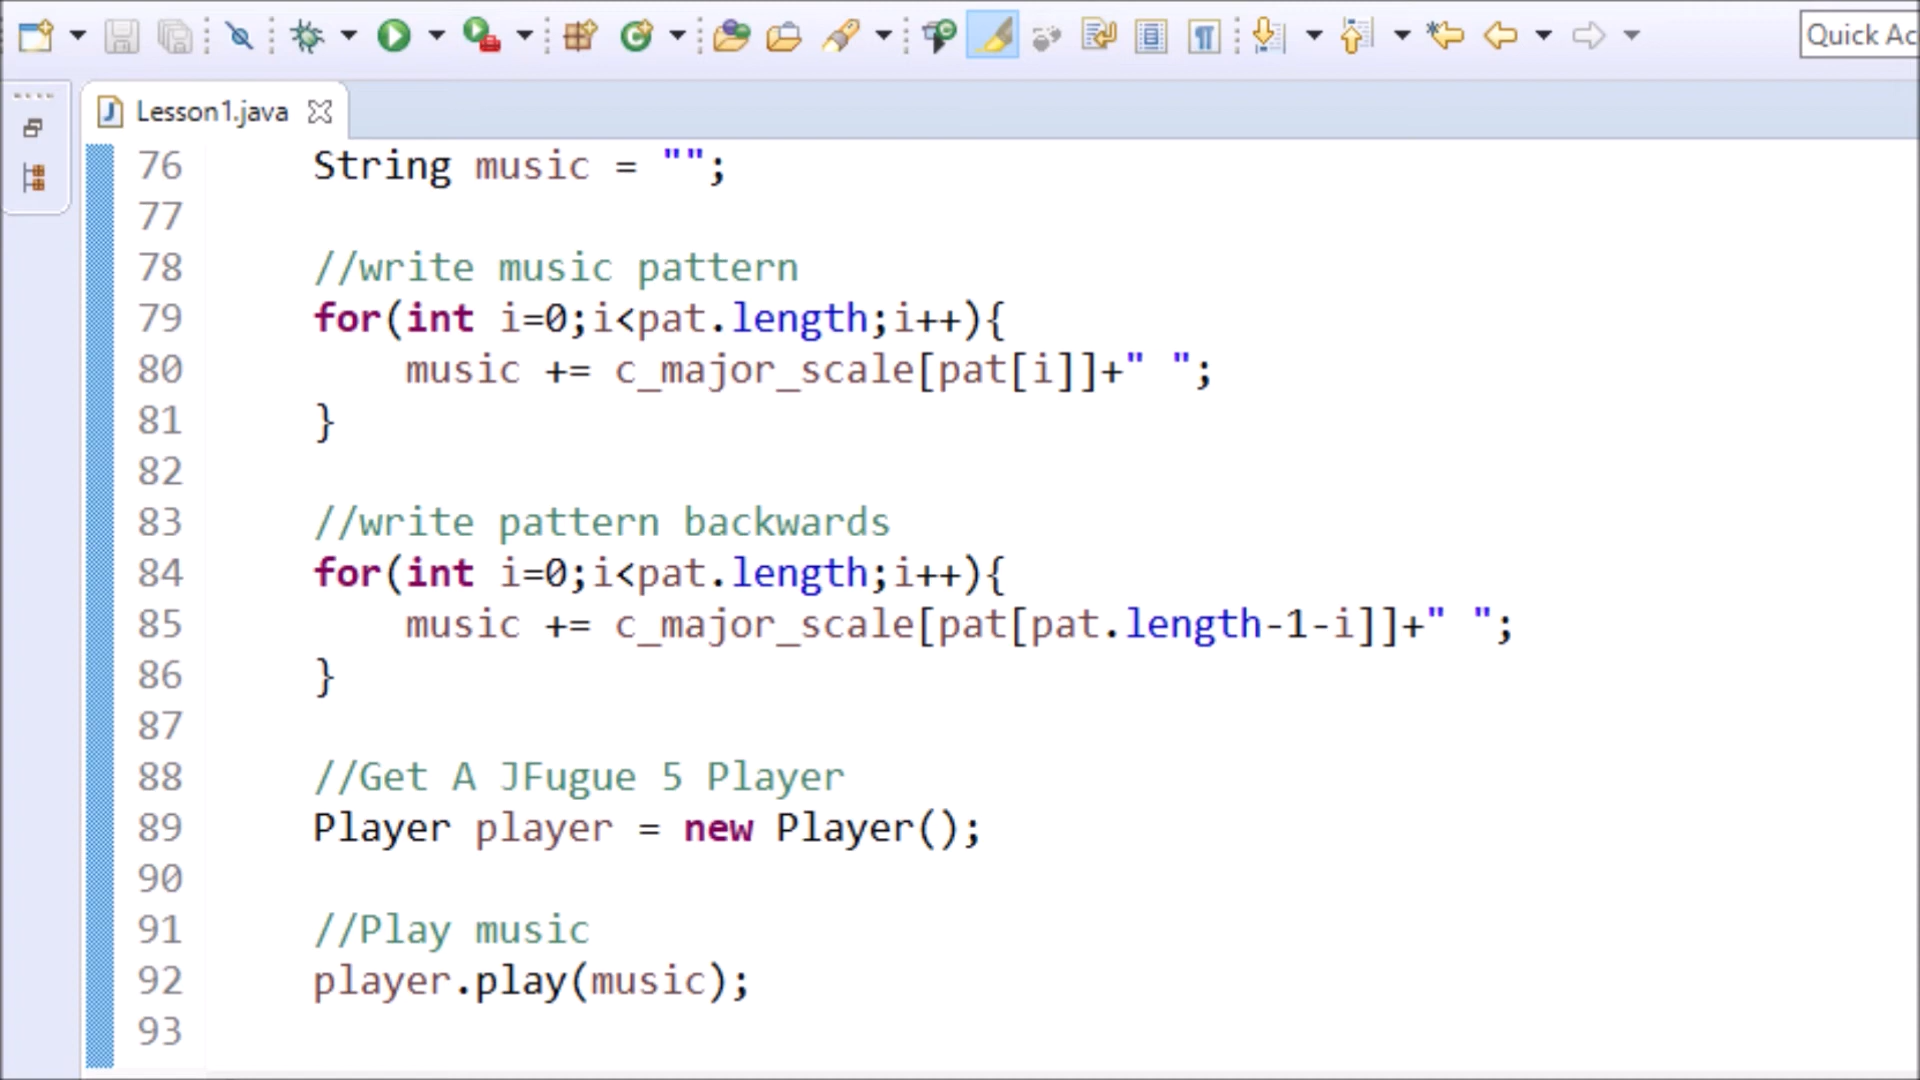 Quick Ac
Lesson1.java
76 String music = "";
77
78 //write music pattern
79 for(int i=0;i<pat.length;i++){
80 music += c_major_scale[pat[i]]+" ";
81 }
82
83 //write pattern backwards
84 for(int i=0;i<pat.length;i++){
85 music += c_major_scale[pat[pat.length-1-i]]+" ";
86 }
87
88 //Get A JFugue 5 Player
89 Player player = new Player();
90
91 //Play music
92 player.play(music);
93